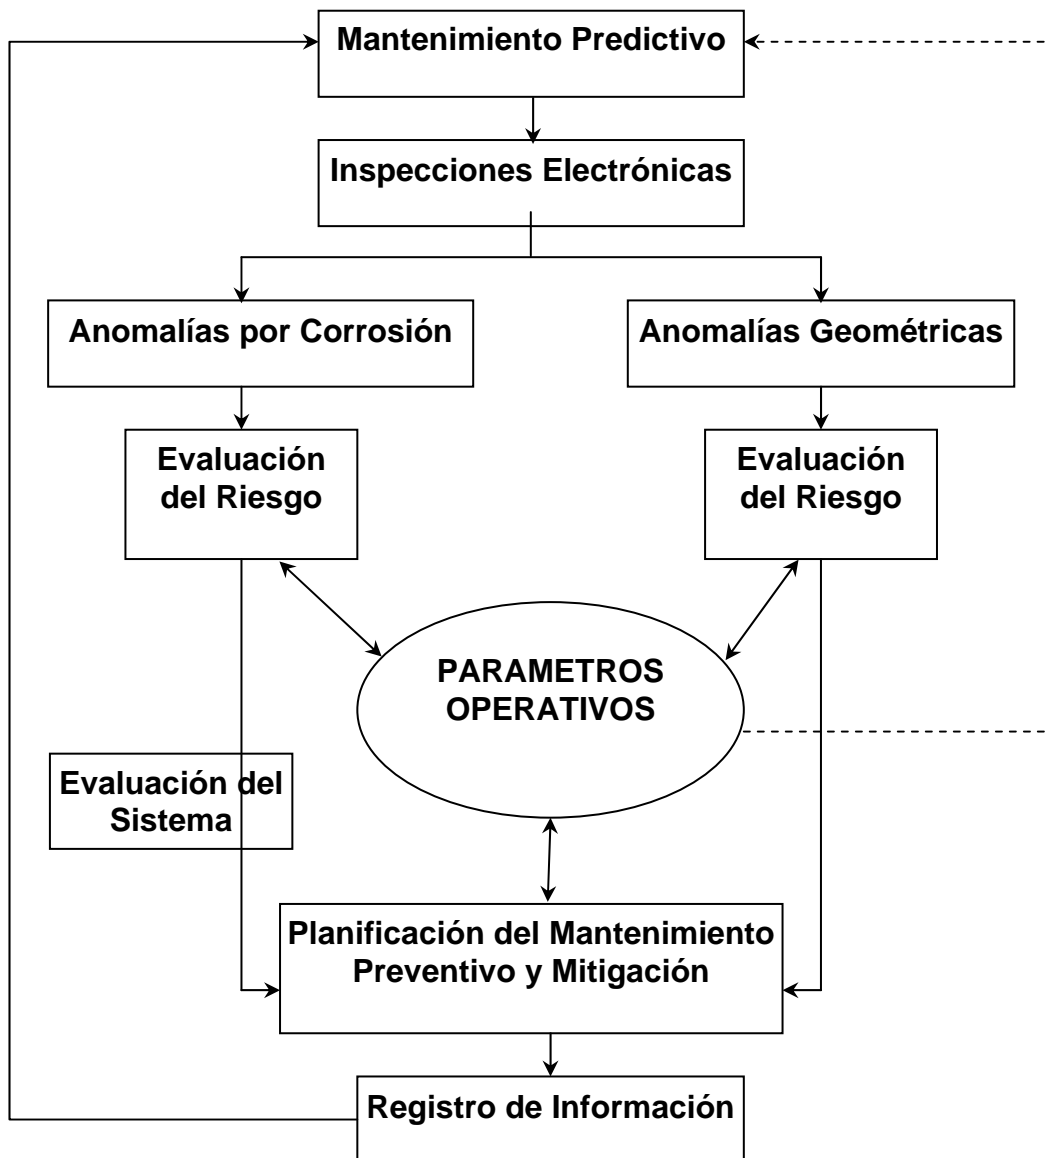 Mantenimiento Predictivo
Inspecciones Electrónicas
Anomalías por Corrosión
Anomalías Geométricas
Evaluación
del Riesgo
Evaluación
del Riesgo
PARAMETROS
OPERATIVOS
Evaluación del
Sistema
Planificación del Mantenimiento
Preventivo y Mitigación
Registro de Información